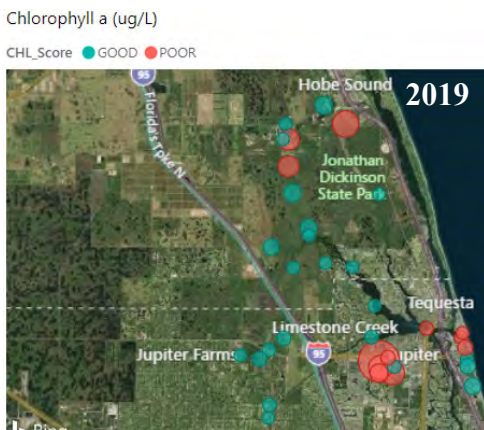 Chlorophyll a (ug/L)
CHL_Score GOOD POOR
95
Hobe Sound
2019
Florida's Tpke N
Jonathan
Dickinson
State Park
Tequesta
Limestone Creek
Jupiter Farms
95
Jupiter